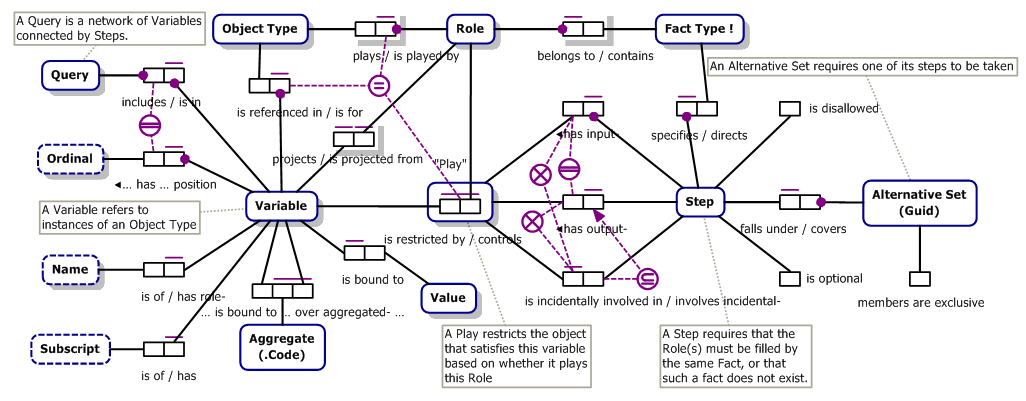 A Query is a network of Variables
connected by Steps.
Object Type
Role
Fact Type !
plays / is played by
belongs to / contains
An Alternative Set requires one of its steps to be taken
Query
includes / is in
is referenced in / is for
◄has input-
specifies / directs
is disallowed
projects / is projected from
"Play"
Ordinal
◄... has ... position
A Variable refers to
instances of an Object Type
Variable
Step
Alternative Set
(Guid)
is restricted by / controls
◄has output-
falls under / covers
Name
is of / has role-
is bound to
Value
is optional
is incidentally involved in / involves incidental-
members are exclusive
... is bound to ... over aggregated- ...
Subscript
is of / has
Aggregate
(.Code)
A Play restricts the object
that satisfies this variable
based on whether it plays
this Role
A Step requires that the
Role(s) must be filled by
the same Fact, or that
such a fact does not exist.